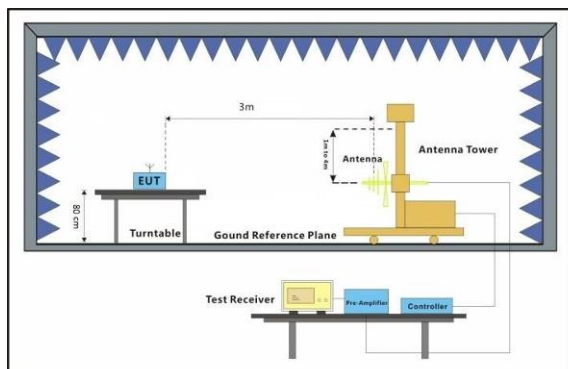 3m
1m to 4m
Antenna
Antenna Tower
EUT
80 cm
Turntable
Gound Reference Plane
Test Receiver
Pre-Amplifier
Controller